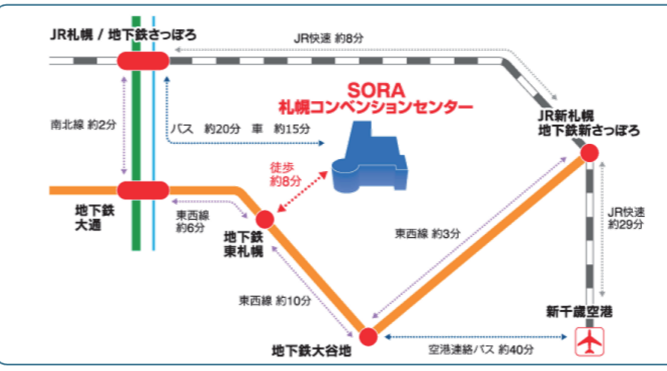 JR札幌 / 地下鉄さっぽろ
JR快速 約8分
SORA
札幌コンベンションセンター
JR新札幌
地下鉄新さっぽろ
南北線 約2分
バス 約20分 車 約15分
徒歩
約8分
地下鉄
大通
東西線
約6分
地下鉄
東札幌
東西線 約3分
JR快速
約29分
東西線 約10分
新千歳空港
地下鉄大谷地
空港連絡バス 約40分